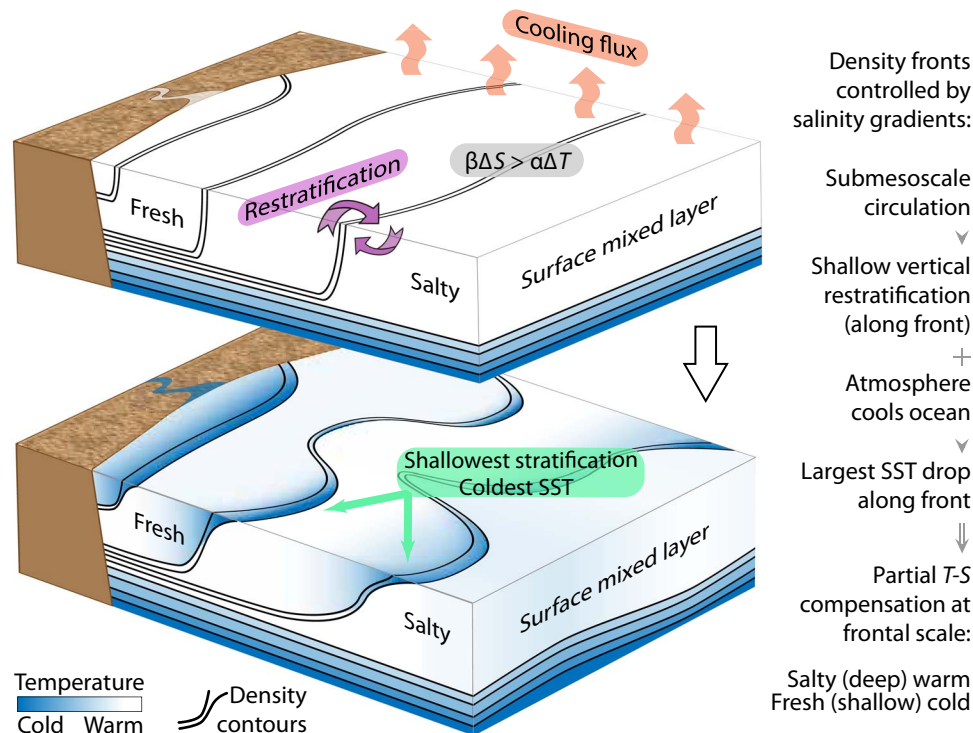 Cooling flux
βΔS > αΔT
Restratification
Fresh
Salty
Surface mixed layer
Shallowest stratification
Coldest SST
Fresh
Salty
Surface mixed layer
Temperature
Cold Warm
Density
contours
Density fronts
controlled by
salinity gradients:
Submesoscale
circulation
Shallow vertical
restratification
(along front)
+
Atmosphere
cools ocean
Largest SST drop
along front
Partial T-S
compensation at
frontal scale:
Salty (deep) warm
Fresh (shallow) cold